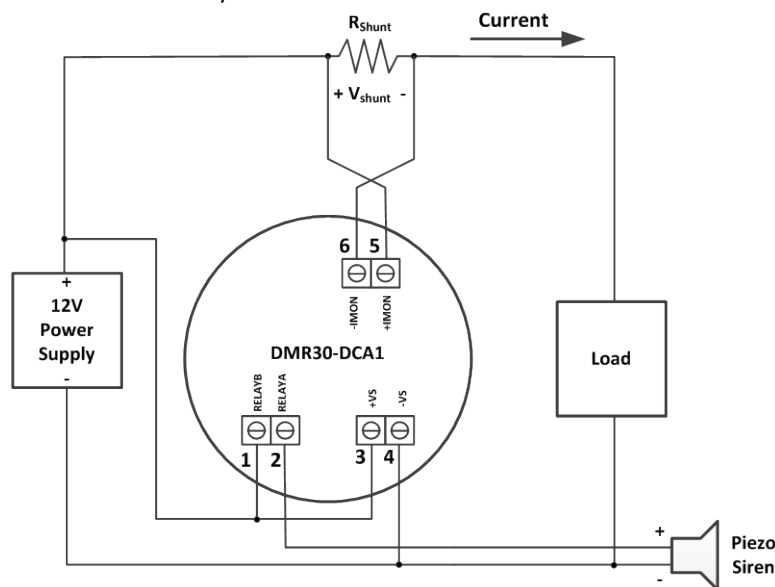 Current
RShunt
+ Vshunt -
6 5
-IMON
+IMON
+
12V
Power
Supply
-
DMR30-DCA1
Load
RELAYB
RELAYA
+VS
-VS
1 2 3 4
+
Piezo
Siren
-